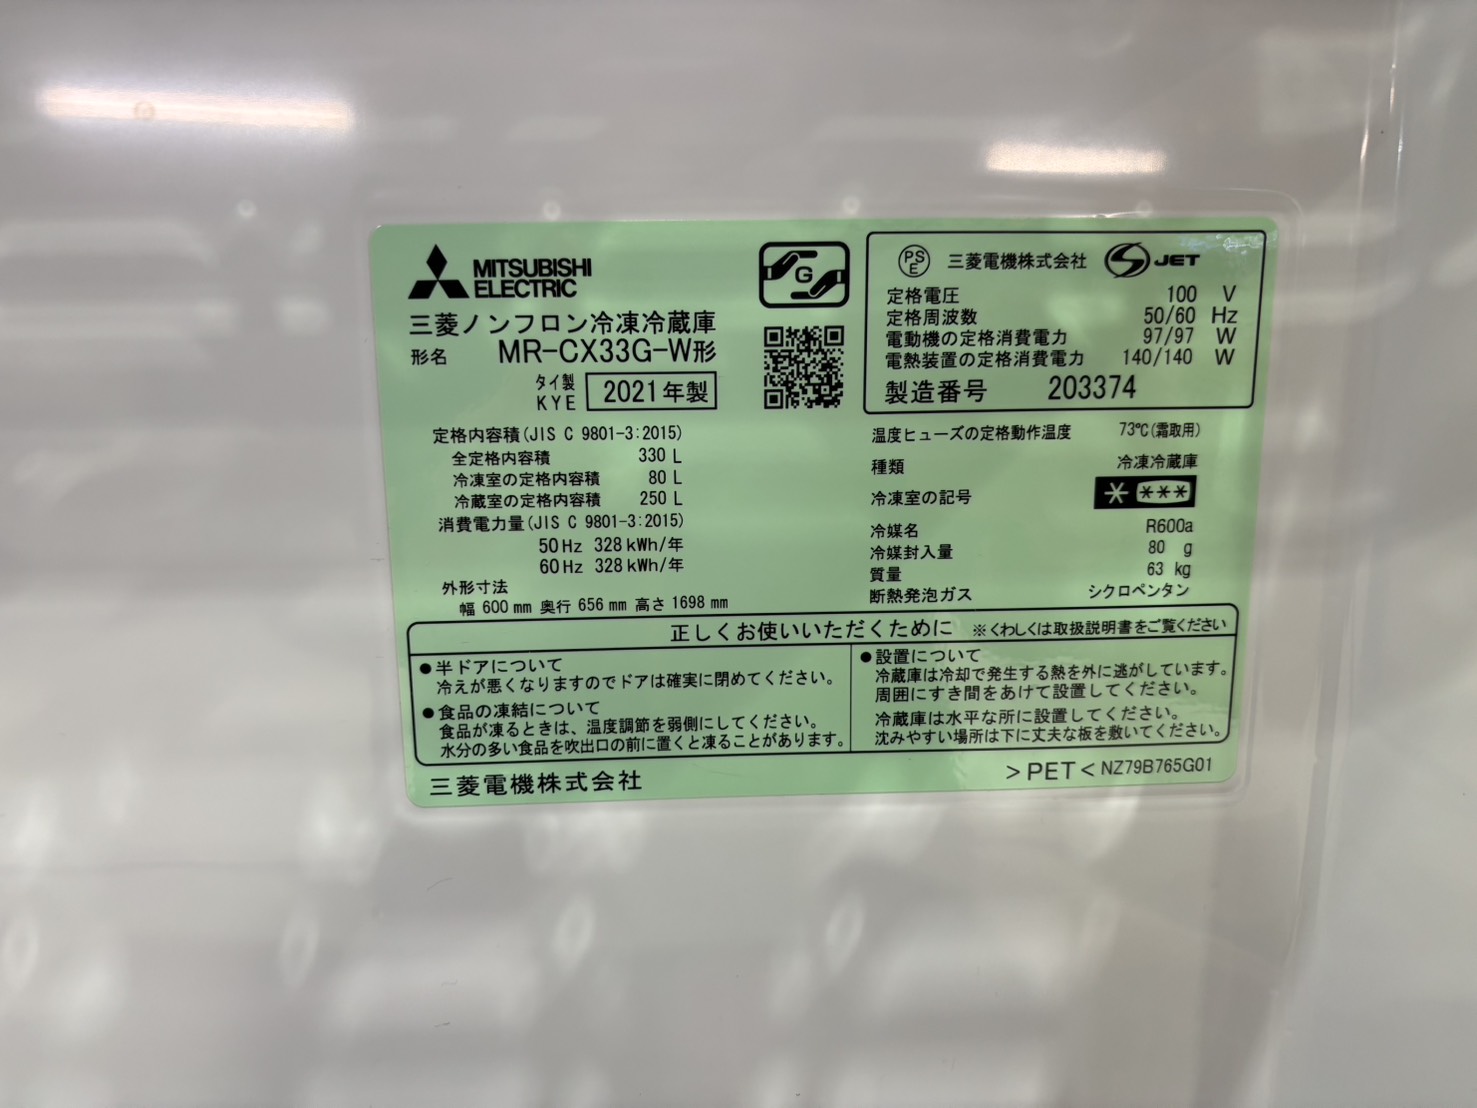 MITSUBISHI
ELECTRIC
三菱ノンフロン冷凍冷蔵庫
形名 MR-CX33G-W形
タイ製
KYE
2021年製
G
PS
E
三菱電機株式会社
JET
定格電圧 100 V
定格周波数 50/60 Hz
電動機の定格消費電力 97/97 W
電熱装置の定格消費電力 140/140 W
製造番号 203374
定格内容積(JIS C 9801-3:2015)
全定格内容積 330 L
冷凍室の定格内容積 80 L
冷蔵室の定格内容積 250 L
消費電力量(JIS C 9801-3:2015)
50Hz 328kWh/年
60Hz 328kWh/年
外形寸法
幅 600mm 奥行 656mm 高さ 1698mm
温度ヒューズの定格動作温度 73℃(霜取用)
種類 冷凍冷蔵庫
冷凍室の記号 * ***
冷媒名 R600a
冷媒封入量 80 g
質量 63 kg
断熱発泡ガス シクロペンタン
正しくお使いいただくために ※くわしくは取扱説明書をご覧ください
●半ドアについて
冷えが悪くなりますのでドアは確実に閉めてください。
●食品の凍結について
食品が凍るときは、温度調節を弱側にしてください。
水分の多い食品を吹出口の前に置くと凍ることがあります。
●設置について
冷蔵庫は冷却で発生する熱を外に逃がしています。
周囲にすき間をあけて設置してください。
冷蔵庫は水平な所に設置してください。
沈みやすい場所は下に丈夫な板を敷いてください。
三菱電機株式会社
>PET< NZ79B765G01